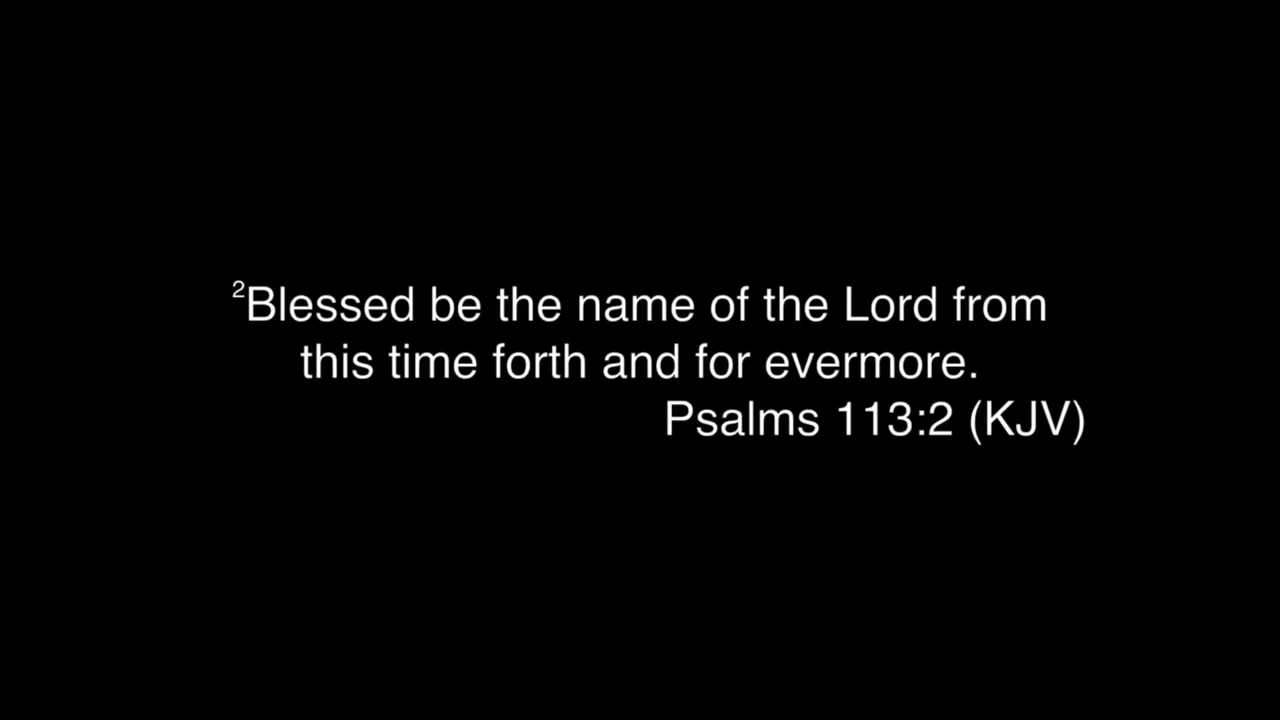 ²Blessed be the name of the Lord from
this time forth and for evermore.
Psalms 113:2 (KJV)